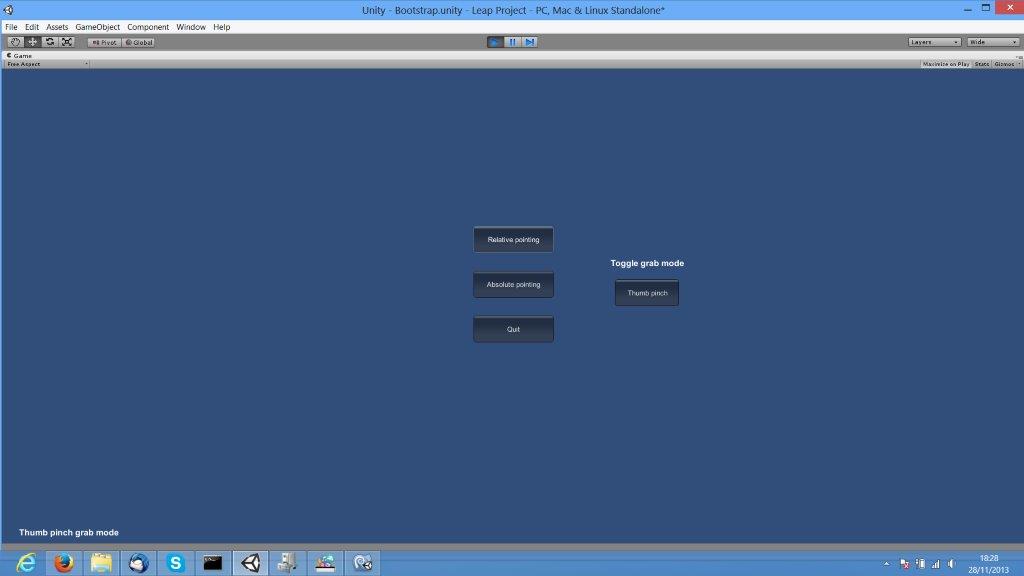 Unity - Bootstrap.unity - Leap Project - PC, Mac & Linux Standalone*
File Edit Assets GameObject Component Window Help
Pivot Global Layers Wide
Game
Free Aspect Maximize on Play Stats Gizmos
Relative pointing
Toggle grab mode
Absolute pointing
Thumb pinch
Quit
Thumb pinch grab mode
18:28
28/11/2013